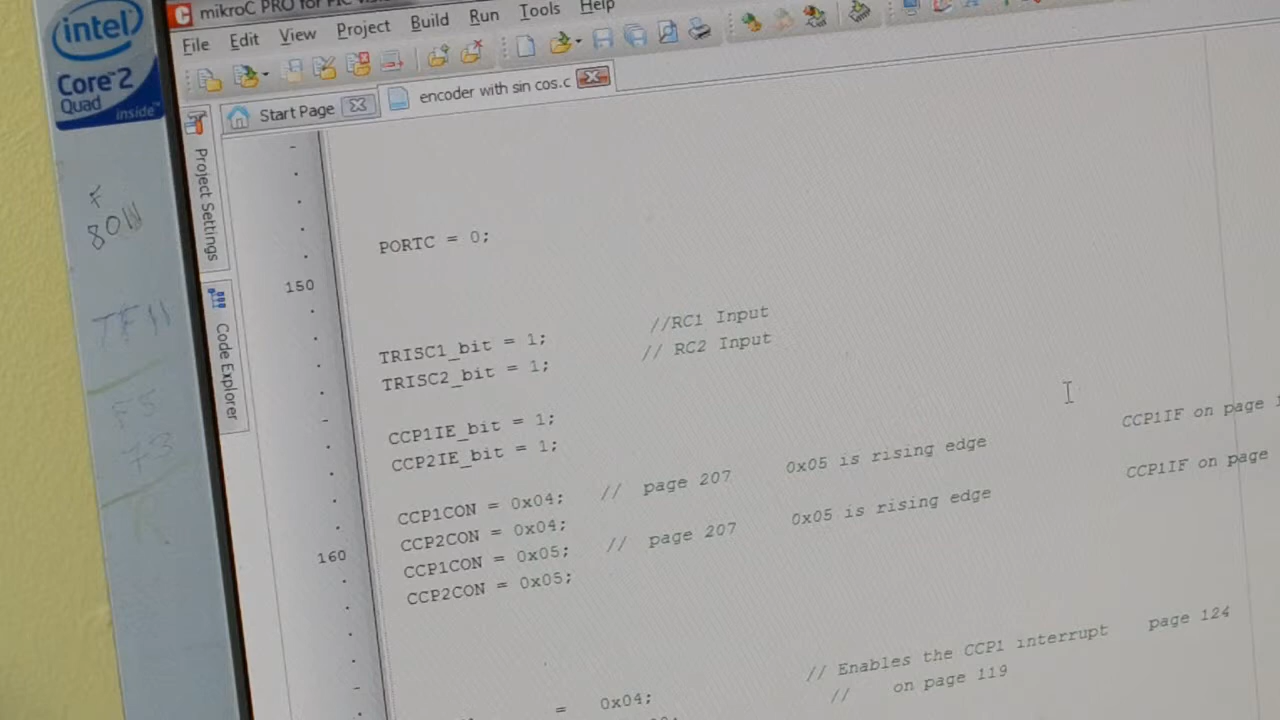 intel
Core™2
Quad
inside™
80W
mikroC PRO for PIC
File Edit View Project Build Run Tools Help
Start Page
encoder with sin cos.c
Project Settings
Code Explorer
PORTC = 0;
150
TRISC1_bit = 1; //RC1 Input
TRISC2_bit = 1; // RC2 Input
CCP1IE_bit = 1;
CCP2IE_bit = 1;
CCP1CON = 0x04; // page 207 0x05 is rising edge CCP1IF on page
CCP2CON = 0x04;
160 CCP1CON = 0x05; // page 207 0x05 is rising edge CCP1IF on page
CCP2CON = 0x05;
// Enables the CCP1 interrupt page 124
= 0x04; // on page 119